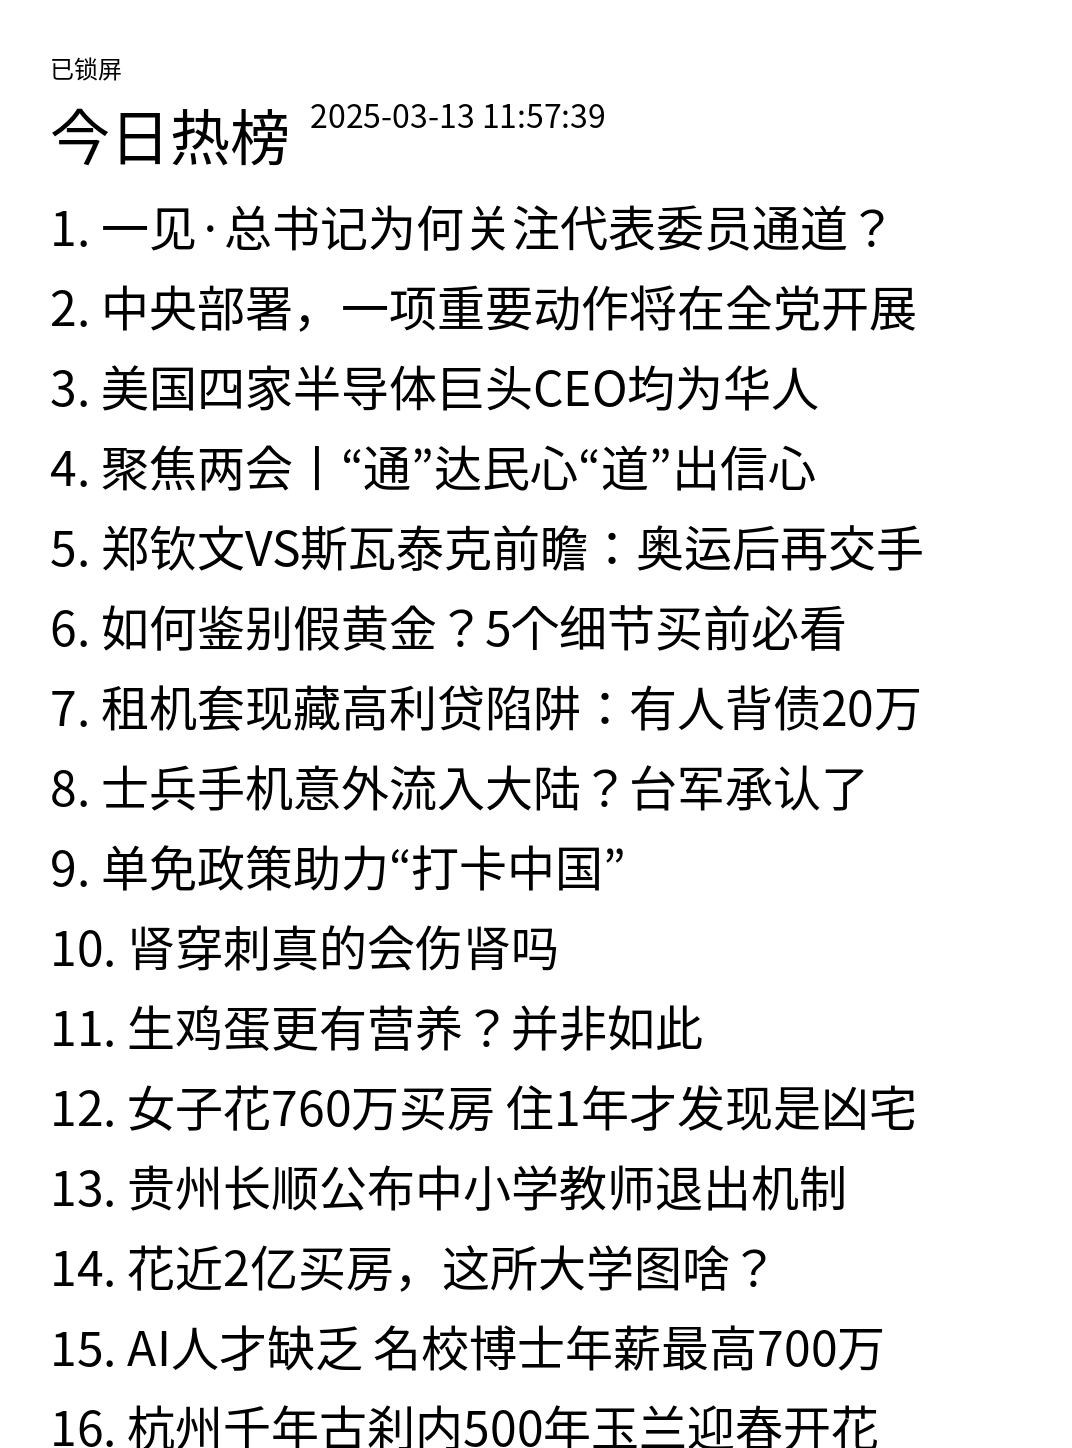 已锁屏
今日热榜 2025-03-13 11:57:39
1. 一见·总书记为何关注代表委员通道？
2. 中央部署，一项重要动作将在全党开展
3. 美国四家半导体巨头CEO均为华人
4. 聚焦两会丨“通”达民心“道”出信心
5. 郑钦文VS斯瓦泰克前瞻：奥运后再交手
6. 如何鉴别假黄金？5个细节买前必看
7. 租机套现藏高利贷陷阱：有人背债20万
8. 士兵手机意外流入大陆？台军承认了
9. 单免政策助力“打卡中国”
10. 肾穿刺真的会伤肾吗
11. 生鸡蛋更有营养？并非如此
12. 女子花760万买房 住1年才发现是凶宅
13. 贵州长顺公布中小学教师退出机制
14. 花近2亿买房，这所大学图啥？
15. AI人才缺乏 名校博士年薪最高700万
16. 杭州千年古刹内500年玉兰迎春开花